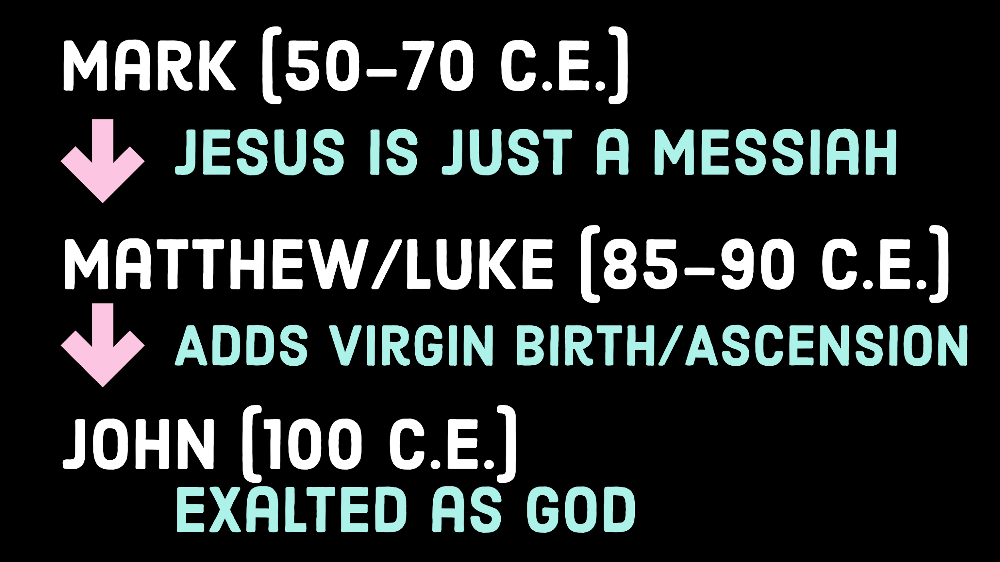 MARK (50–70 C.E.)
JESUS IS JUST A MESSIAH
MATTHEW/LUKE (85–90 C.E.)
ADDS VIRGIN BIRTH/ASCENSION
JOHN (100 C.E.)
EXALTED AS GOD